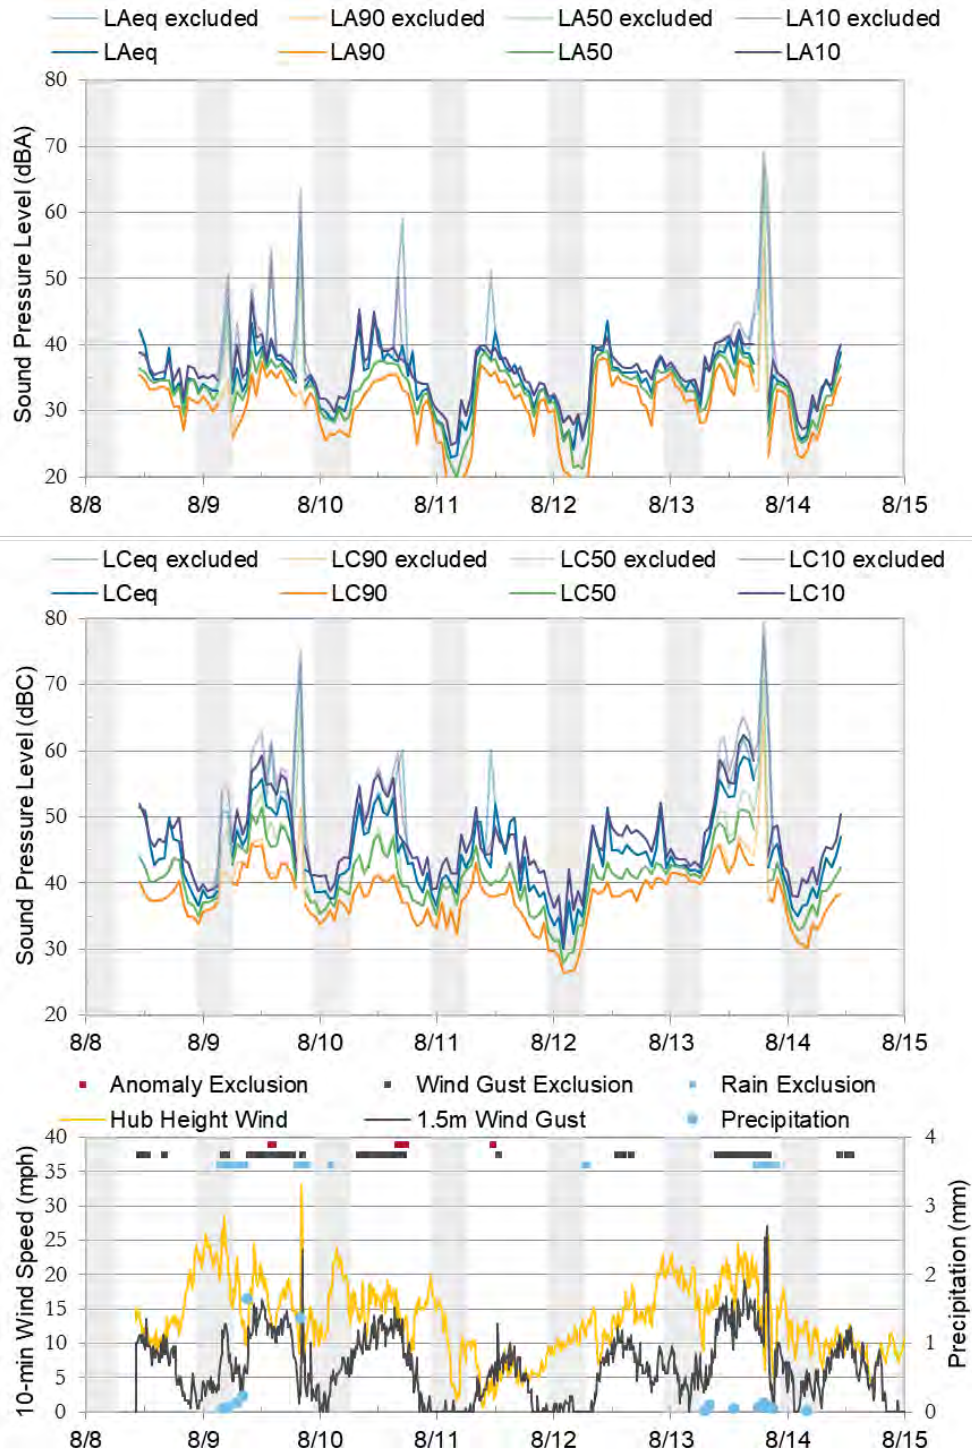 LAeq excluded LA90 excluded LA50 excluded LA10 excluded
LAeq LA90 LA50 LA10
Sound Pressure Level (dBA)
80
70
60
50
40
30
20
8/8 8/9 8/10 8/11 8/12 8/13 8/14 8/15
LCeq excluded LC90 excluded LC50 excluded LC10 excluded
LCeq LC90 LC50 LC10
Sound Pressure Level (dBC)
80
70
60
50
40
30
20
8/8 8/9 8/10 8/11 8/12 8/13 8/14 8/15
Anomaly Exclusion Wind Gust Exclusion Rain Exclusion
Hub Height Wind 1.5m Wind Gust Precipitation
10-min Wind Speed (mph)
40 4
35
30 3
25
20 2
15
10 1
5
0 0
Precipitation (mm)
8/8 8/9 8/10 8/11 8/12 8/13 8/14 8/15